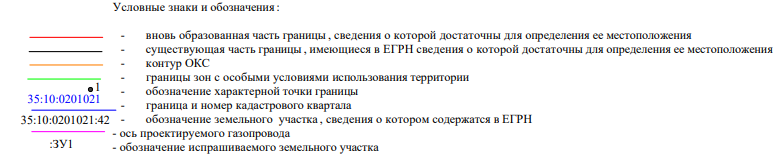 Условные знаки и обозначения:
- вновь образованная часть границы, сведения о которой достаточны для определения ее местоположения
- существующая часть границы, имеющиеся в ЕГРН сведения о которой достаточны для определения ее местоположения
- контур ОКС
- границы зон с особыми условиями использования территории
1 - обозначение характерной точки границы
35:10:0201021 - граница и номер кадастрового квартала
35:10:0201021:42 - обозначение земельного участка, сведения о котором содержатся в ЕГРН
- ось проектируемого газопровода
:ЗУ1 - обозначение испрашиваемого земельного участка